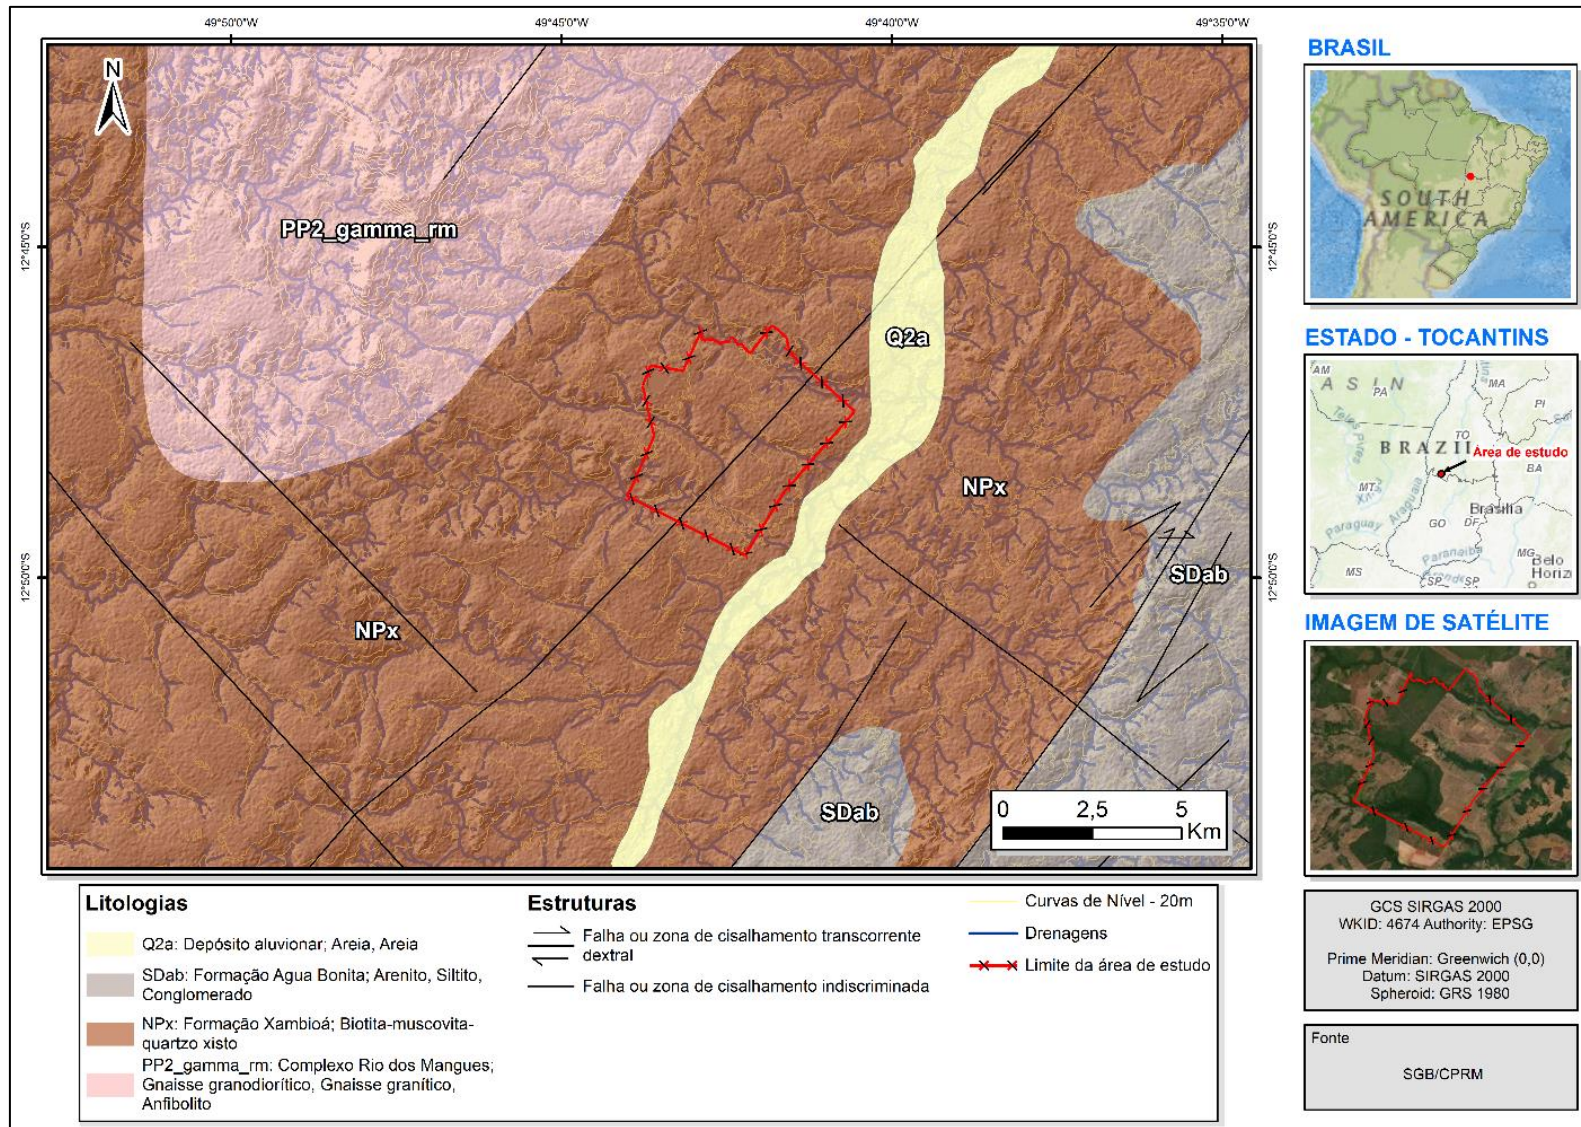 49°50'0"W
49°45'0"W
49°40'0"W
49°35'0"W
N
12°45'0"S
12°50'0"S
12°45'0"S
12°50'0"S
PP2_gamma_rm
Q2a
NPx
NPx
SDab
SDab
0 2,5 5
Km
BRASIL
SOUTH
AMERICA
ESTADO - TOCANTINS
AM
ASIN
PA
MA
PI
Teles Pires
BRAZIL
TO
Área de estudo
BA
MT
Xingu
Araguaia
Paraguay
GO
DF
Brasília
Paranaiba
MG
Belo
Horiz
MS
SP
SP
IMAGEM DE SATÉLITE
Litologias
Q2a: Depósito aluvionar; Areia, Areia
SDab: Formação Agua Bonita; Arenito, Siltito,
Conglomerado
NPx: Formação Xambioá; Biotita-muscovita-
quartzo xisto
PP2_gamma_rm: Complexo Rio dos Mangues;
Gnaisse granodiorítico, Gnaisse granítico,
Anfibolito
Estruturas
Falha ou zona de cisalhamento transcorrente
dextral
Falha ou zona de cisalhamento indiscriminada
Curvas de Nível - 20m
Drenagens
Limite da área de estudo
GCS SIRGAS 2000
WKID: 4674 Authority: EPSG
Prime Meridian: Greenwich (0,0)
Datum: SIRGAS 2000
Spheroid: GRS 1980
Fonte
SGB/CPRM